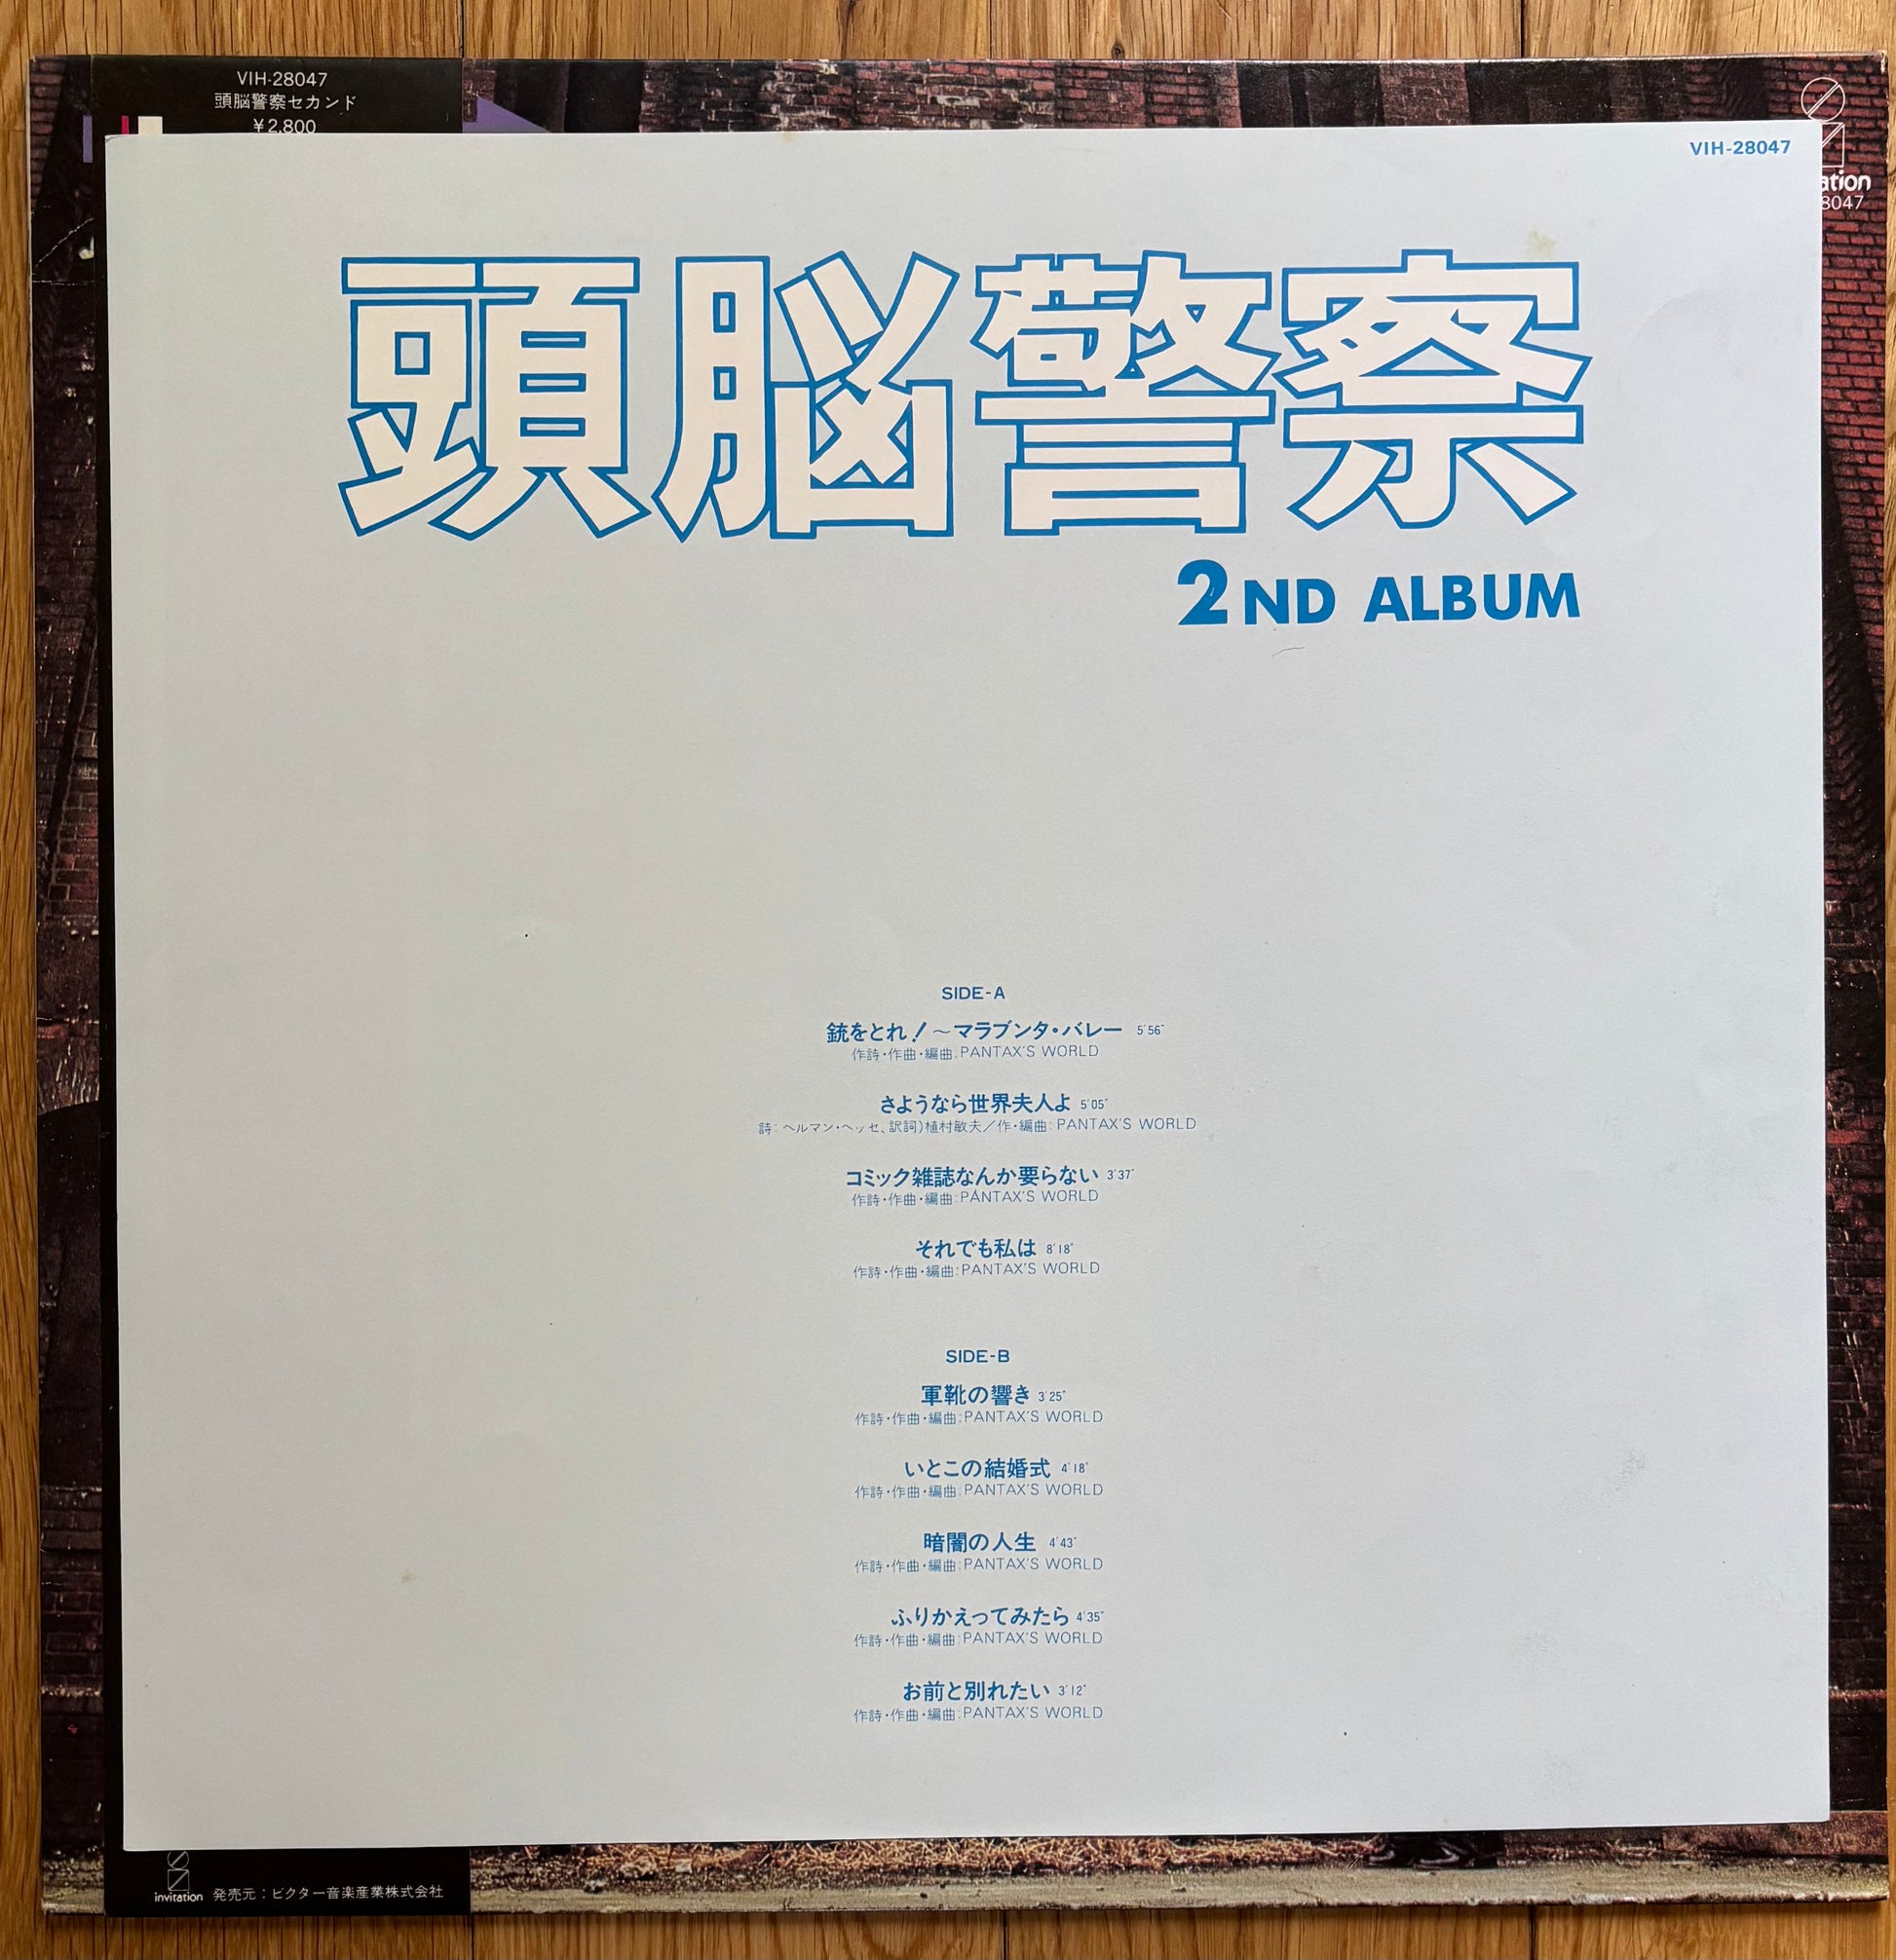 VIH-28047
頭脳警察セカンド
¥2,800
VIH-28047
ation
8047
頭脳警察
2ND ALBUM
SIDE-A
銃をとれ!〜マラブンタ・バレー 5'56"
作詩・作曲・編曲:PANTAX'S WORLD
さようなら世界夫人よ 5'05"
詩:ヘルマン・ヘッセ、訳詞)植村敏夫/作・編曲:PANTAX'S WORLD
コミック雑誌なんか要らない 3'37"
作詩・作曲・編曲:PANTAX'S WORLD
それでも私は 8'18"
作詩・作曲・編曲:PANTAX'S WORLD
SIDE-B
軍靴の響き 3'25"
作詩・作曲・編曲:PANTAX'S WORLD
いとこの結婚式 4'18"
作詩・作曲・編曲:PANTAX'S WORLD
暗闇の人生 4'43"
作詩・作曲・編曲:PANTAX'S WORLD
ふりかえってみたら 4'35"
作詩・作曲・編曲:PANTAX'S WORLD
お前と別れたい 3'12"
作詩・作曲・編曲:PANTAX'S WORLD
invitation 発売元:ビクター音楽産業株式会社